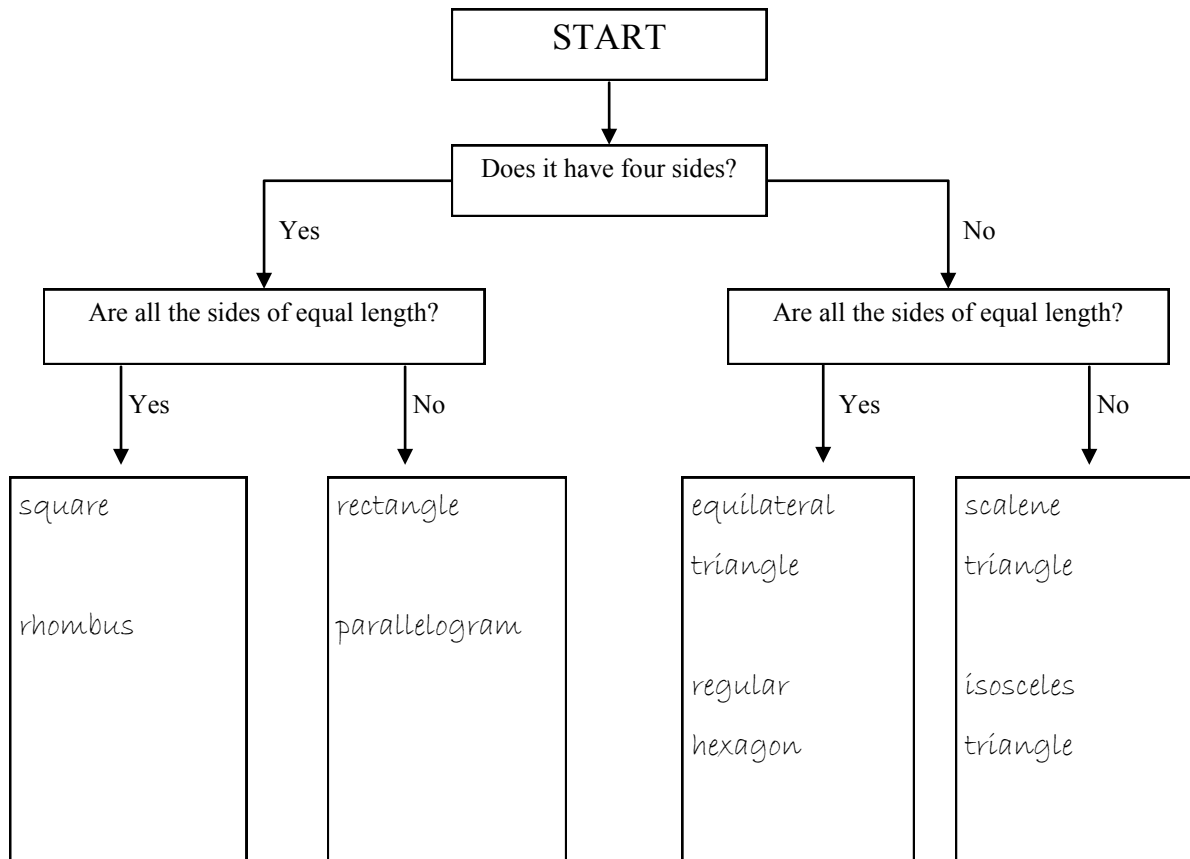 START
Does it have four sides?
Yes
No
Are all the sides of equal length?
Are all the sides of equal length?
Yes
No
Yes
No
square
rhombus
rectangle
parallelogram
equilateral
triangle
regular
hexagon
scalene
triangle
isosceles
triangle